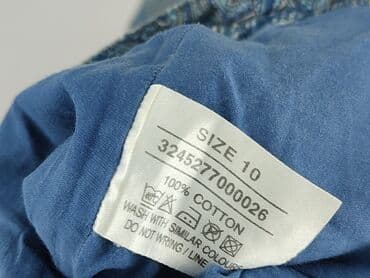 SIZE 10
3245277000026
100% COTTON
WASH WITH SIMILAR COLOURS
DO NOT WRING / LINE